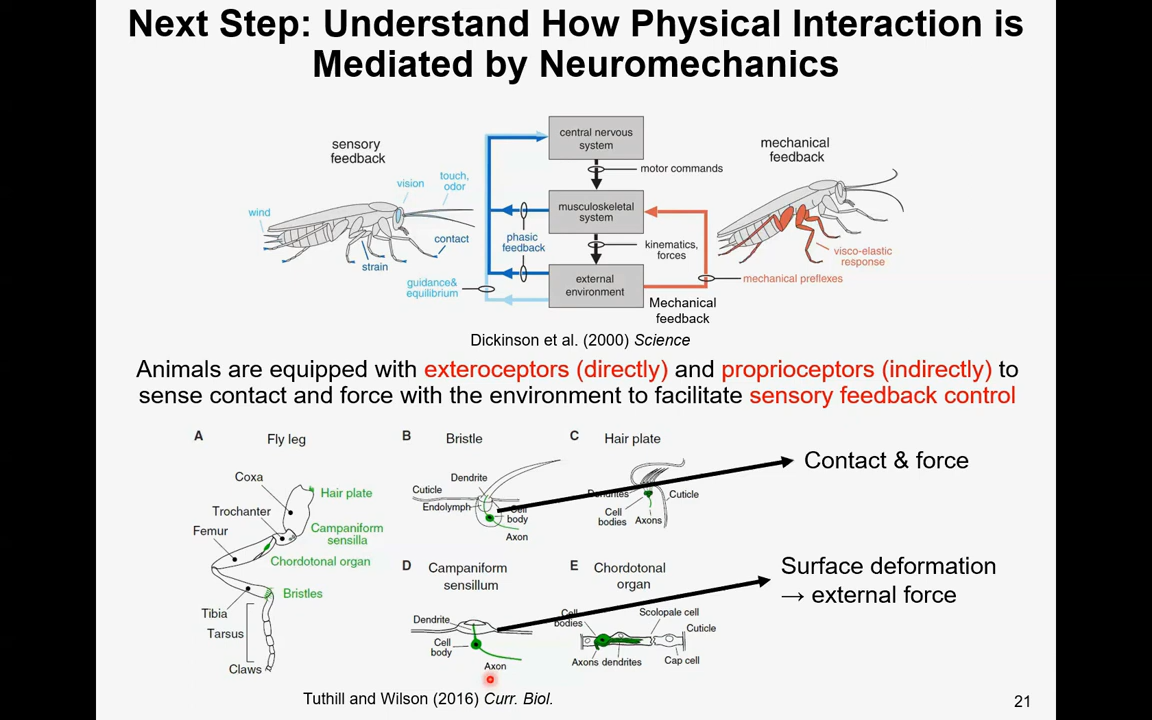 Next Step: Understand How Physical Interaction is
Mediated by Neuromechanics
sensory
feedback
vision
touch,
odor
wind
contact
strain
guidance&
equilibrium
phasic
feedback
central nervous
system
motor commands
musculoskeletal
system
kinematics,
forces
external
environment
Mechanical
feedback
mechanical
feedback
visco-elastic
response
mechanical preflexes
Dickinson et al. (2000) Science
Animals are equipped with exteroceptors (directly) and proprioceptors (indirectly) to
sense contact and force with the environment to facilitate sensory feedback control
A
Fly leg
Coxa
Hair plate
Trochanter
Femur
Campaniform
sensilla
Chordotonal organ
Bristles
Tibia
Tarsus
Claws
B
Bristle
Dendrite
Cuticle
Endolymph
Cell
body
Axon
C
Hair plate
Dendrites
Cuticle
Cell
bodies
Axons
Contact & force
D
Campaniform
sensillum
Dendrite
Cell
body
Axon
E
Chordotonal
organ
Cell
bodies
Scolopale cell
Cuticle
Axons dendrites
Cap cell
Surface deformation
→ external force
Tuthill and Wilson (2016) Curr. Biol.
21